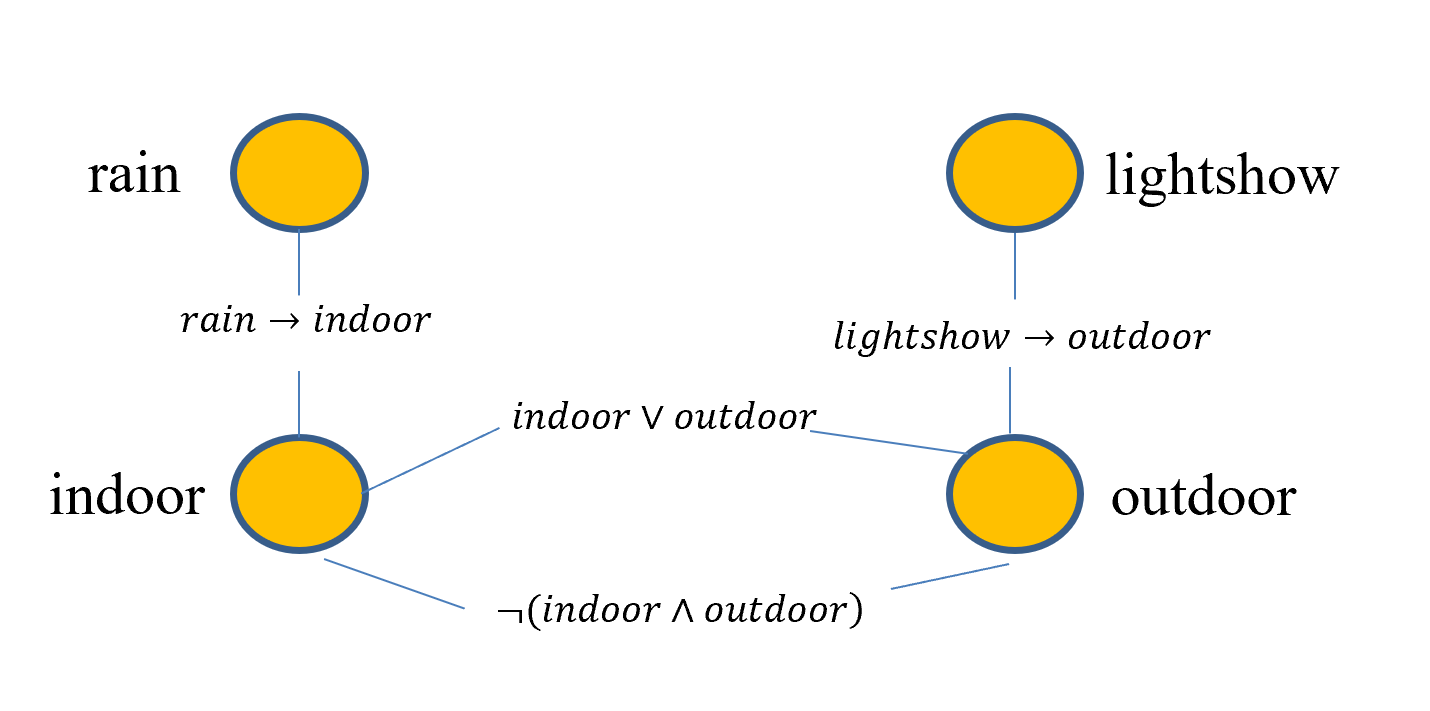 rain
lightshow
rain → indoor
lightshow → outdoor
indoor ∨ outdoor
indoor
outdoor
¬(indoor ∧ outdoor)